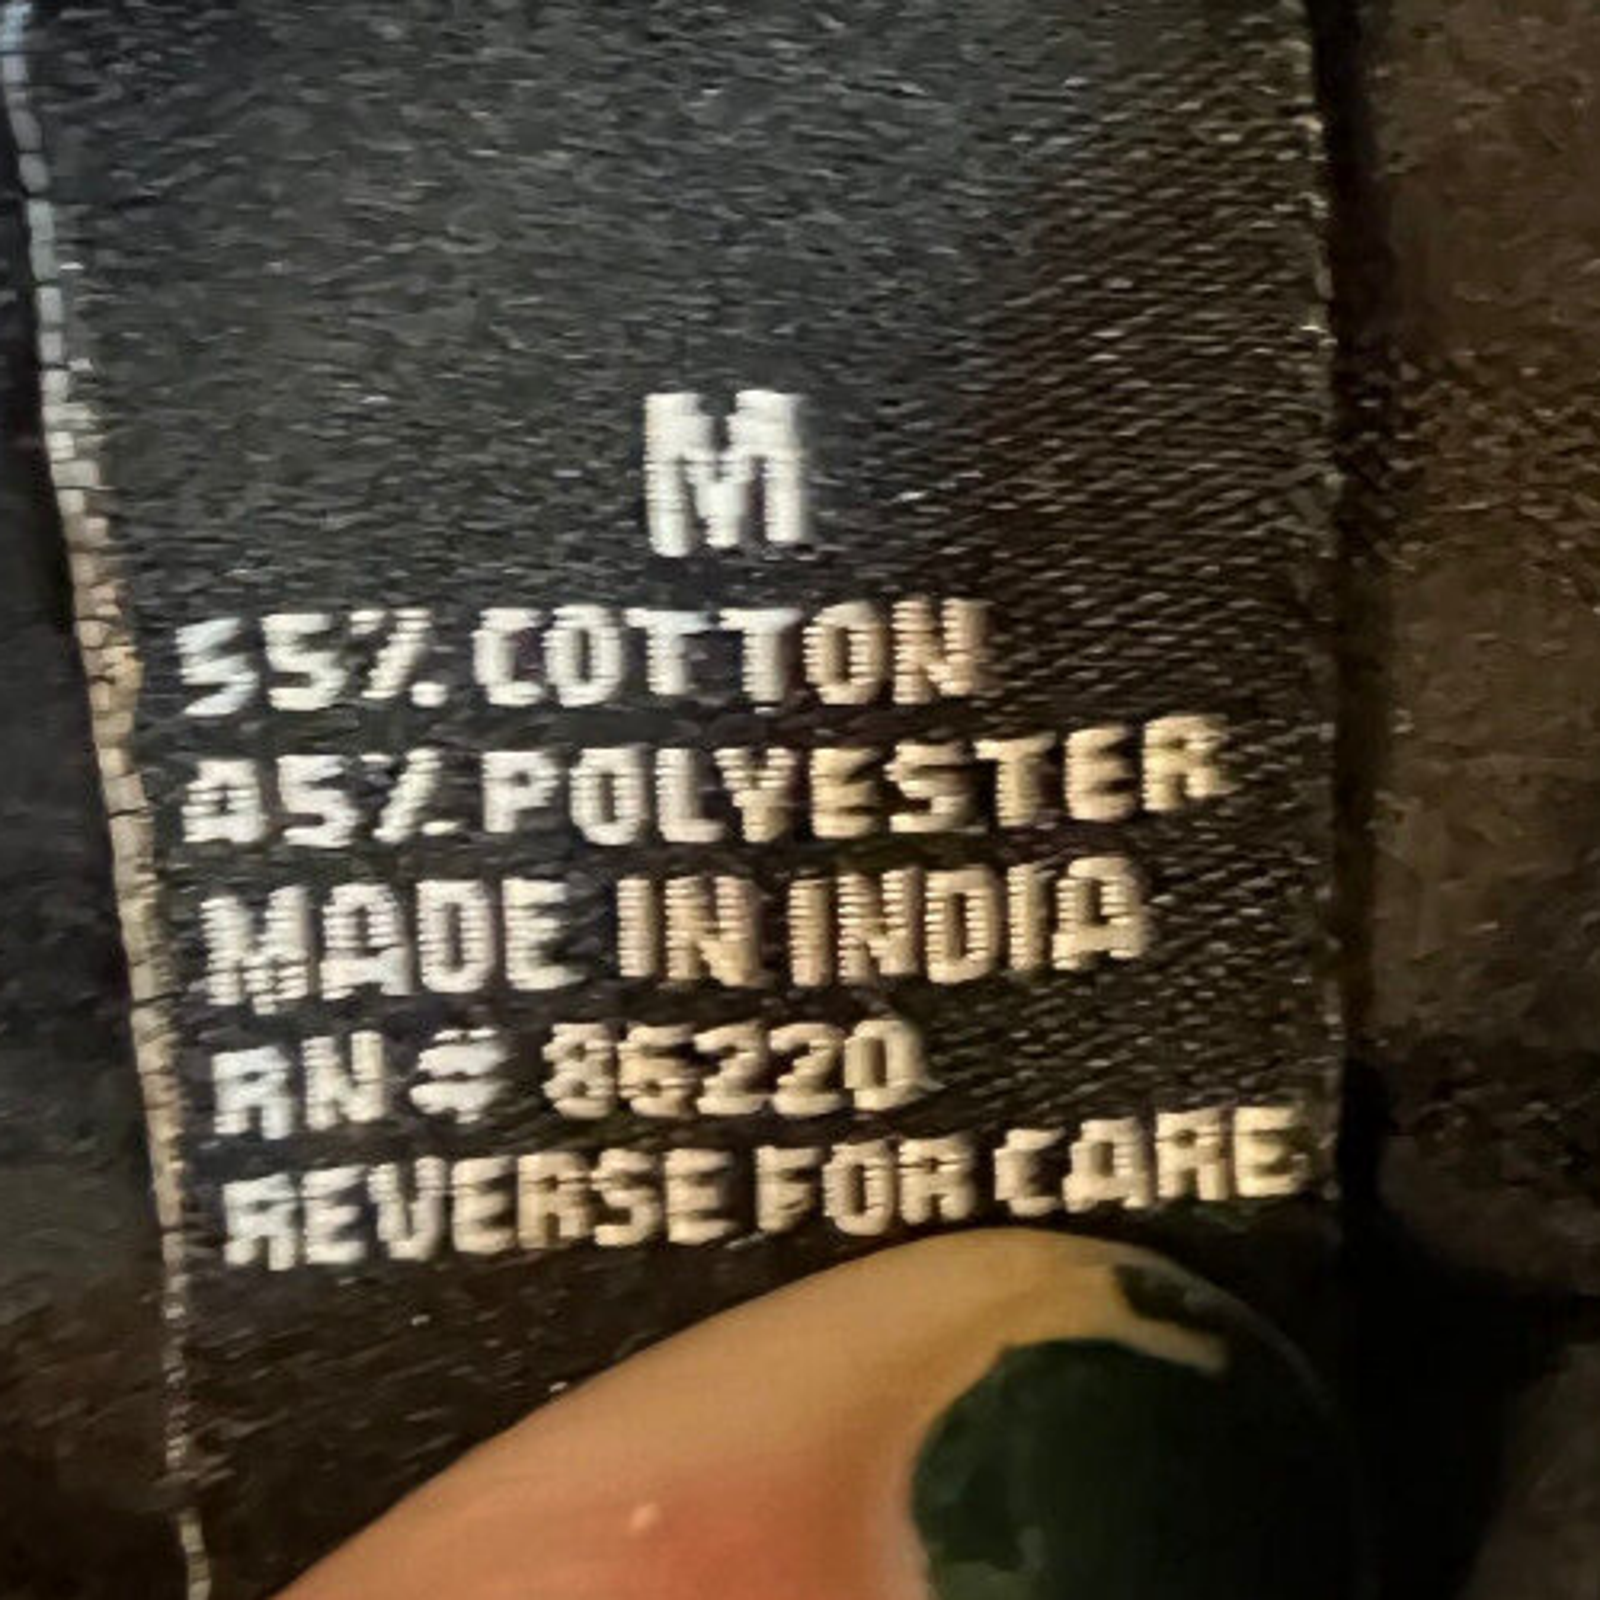 M
55% COTTON
45% POLYESTER
MADE IN INDIA
RN # 86220
REVERSE FOR CARE